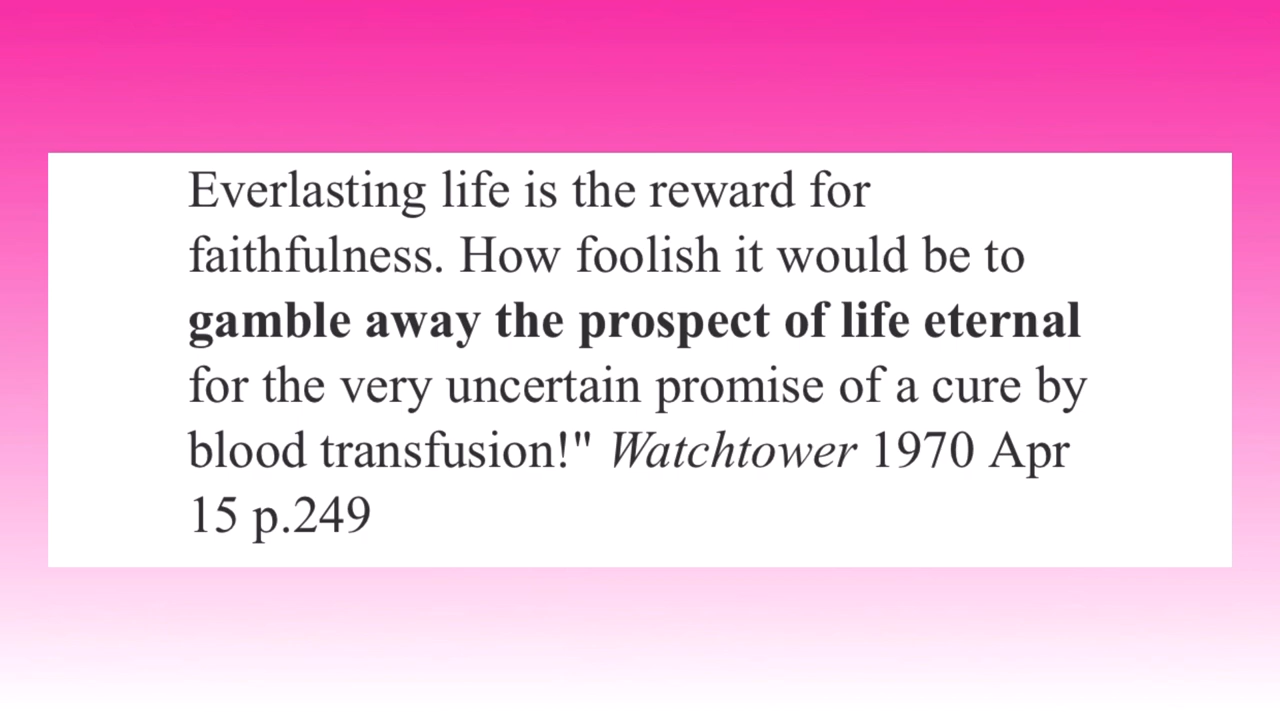 Everlasting life is the reward for
faithfulness. How foolish it would be to
gamble away the prospect of life eternal
for the very uncertain promise of a cure by
blood transfusion!" Watchtower 1970 Apr
15 p.249